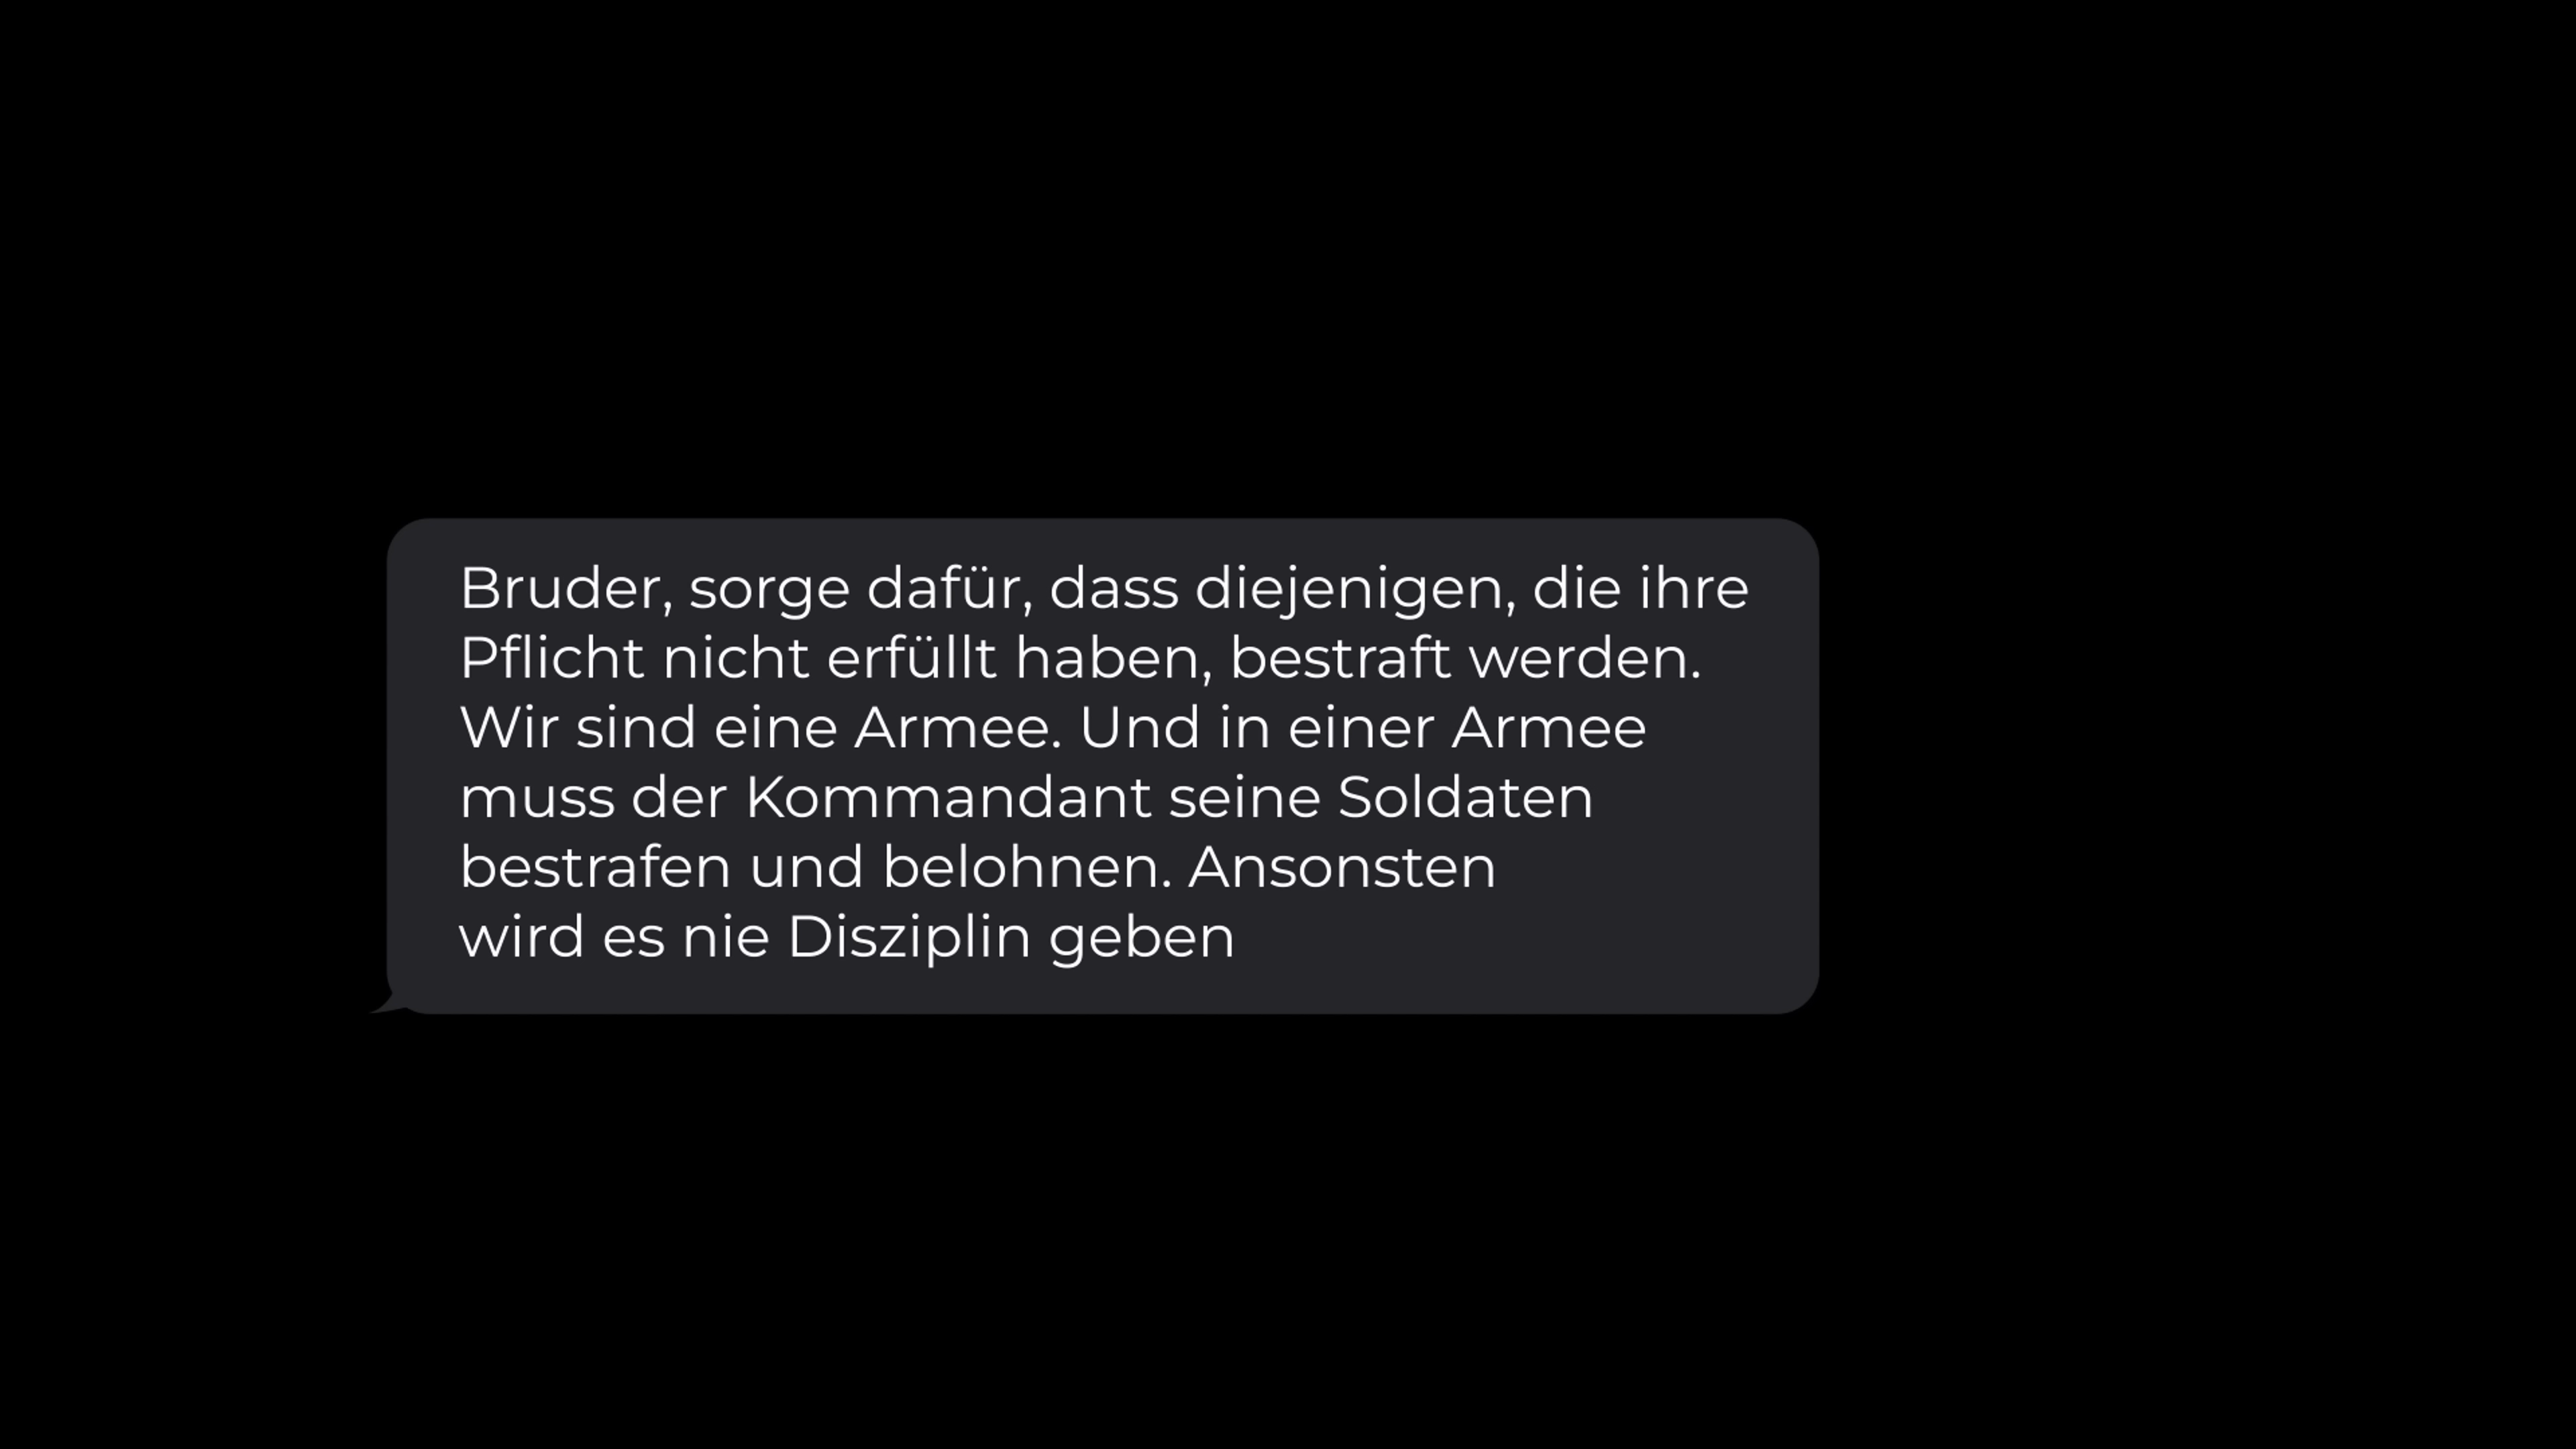 Bruder, sorge dafür, dass diejenigen, die ihre
Pflicht nicht erfüllt haben, bestraft werden.
Wir sind eine Armee. Und in einer Armee
muss der Kommandant seine Soldaten
bestrafen und belohnen. Ansonsten
wird es nie Disziplin geben